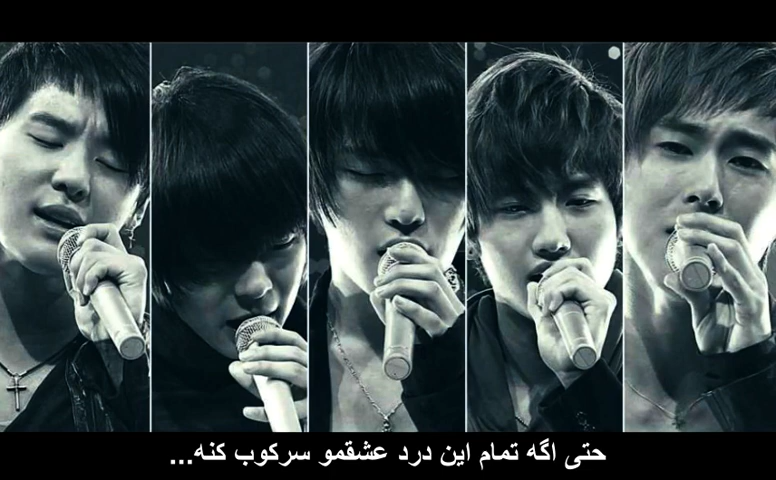 حتی اگه تمام این درد عشقمو سرکوب کنه...